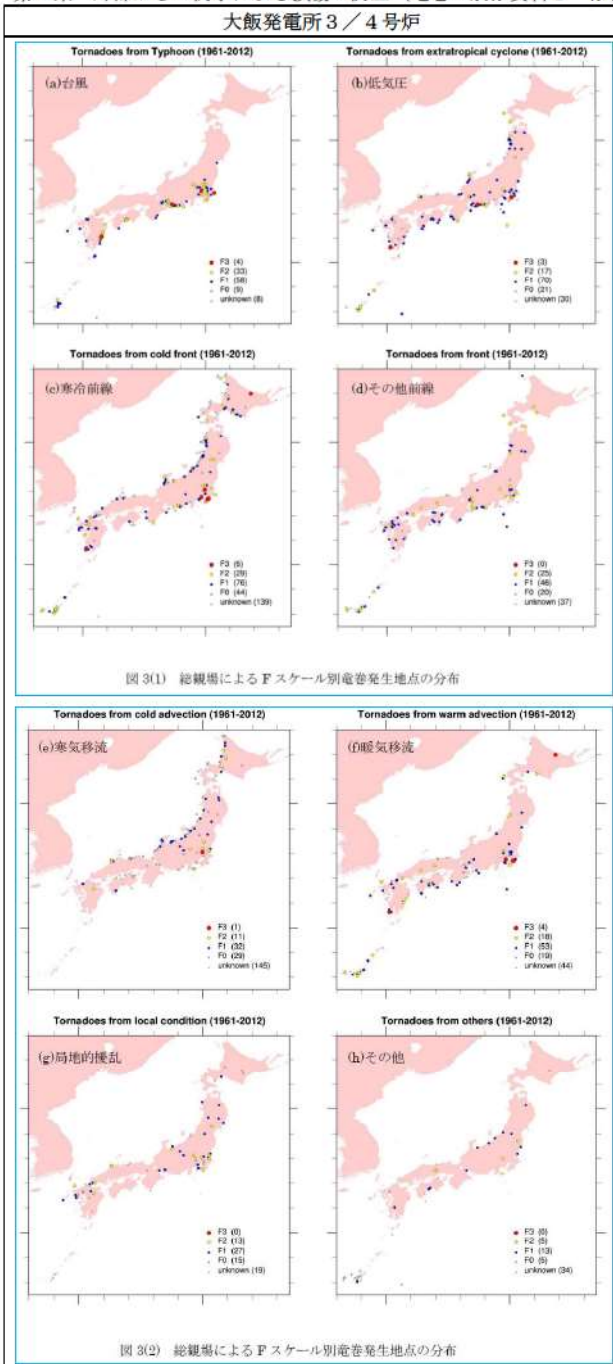 大飯発電所3/4号炉
Tornadoes from Typhoon (1961-2012)
(a)台風
F3 (4)
F2 (33)
F1 (58)
F0 (9)
unknown (8)
Tornadoes from extratropical cyclone (1961-2012)
(b)低気圧
F3 (3)
F2 (17)
F1 (70)
F0 (21)
unknown (30)
Tornadoes from cold front (1961-2012)
(c)寒冷前線
F2 (29)
F1 (76)
F0 (44)
unknown (139)
Tornadoes from front (1961-2012)
(d)その他前線
F3 (0)
F2 (25)
F1 (46)
F0 (20)
unknown (37)
図 3(1) 総観場による F スケール別竜巻発生地点の分布
Tornadoes from cold advection (1961-2012)
(e)寒気移流
F3 (1)
F2 (11)
F1 (32)
F0 (29)
unknown (145)
Tornadoes from warm advection (1961-2012)
(f)暖気移流
F3 (4)
F2 (18)
F1 (53)
F0 (19)
unknown (44)
Tornadoes from local condition (1961-2012)
(g)局地的擾乱
F3 (0)
F2 (13)
F1 (27)
F0 (15)
unknown (19)
Tornadoes from others (1961-2012)
(h)その他
F3 (0)
F2 (5)
F1 (13)
F0 (5)
unknown (34)
図 3(2) 総観場による F スケール別竜巻発生地点の分布